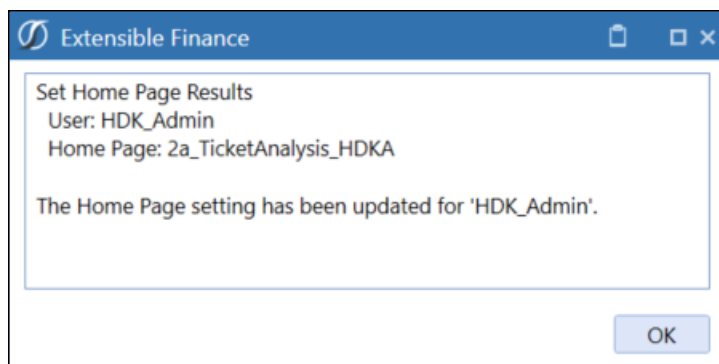 Extensible Finance
Set Home Page Results
User: HDK_Admin
Home Page: 2a_TicketAnalysis_HDKA
The Home Page setting has been updated for 'HDK_Admin'.
OK